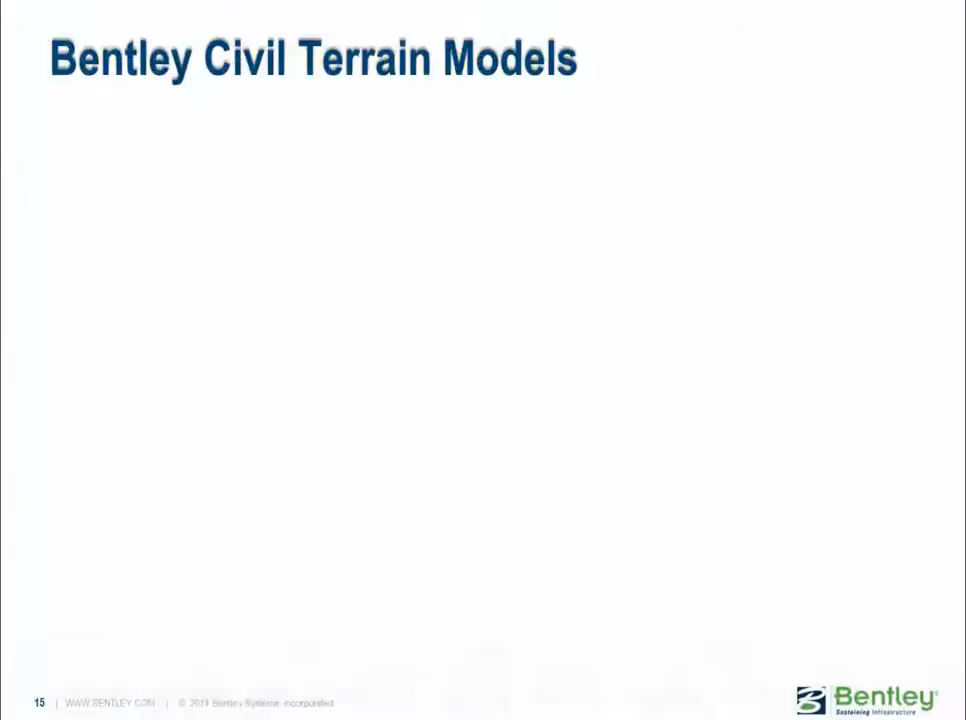 Bentley Civil Terrain Models
15 | WWW.BENTLEY.COM | © 2011 Bentley Systems, Incorporated
Bentley®
Sustaining Infrastructure